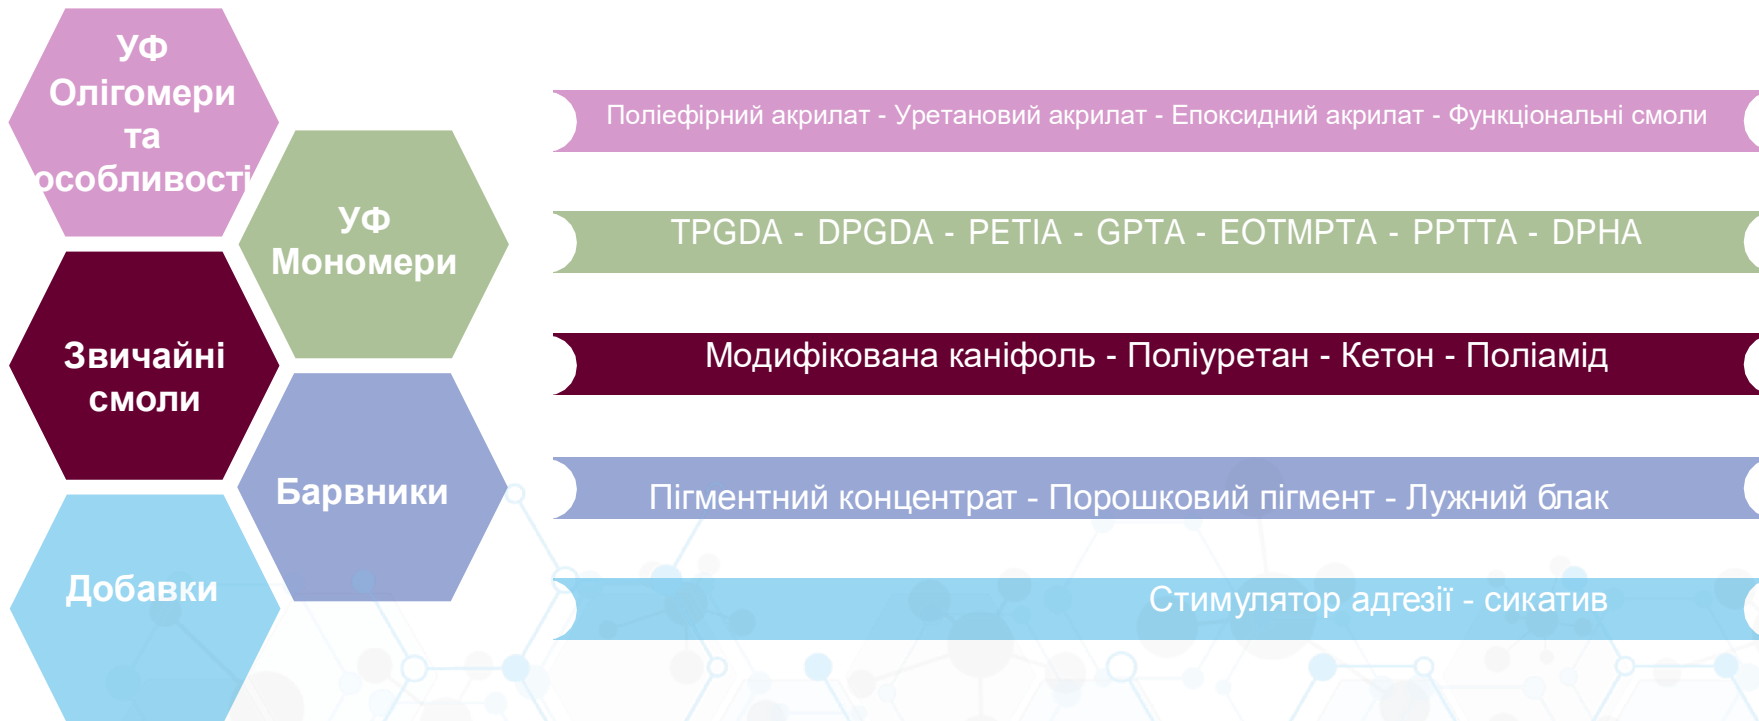 УФ
Олігомери
та
особливості
Поліефірний акрилат - Уретановий акрилат - Епоксидний акрилат - Функціональні смоли
УФ
Мономери
TPGDA - DPGDA - PETIA - GPTA - EOTMPTA - PPTTA - DPHA
Звичайні
смоли
Модифікована каніфоль - Поліуретан - Кетон - Поліамід
Барвники
Пігментний концентрат - Порошковий пігмент - Лужний блак
Добавки
Стимулятор адгезії - сикатив